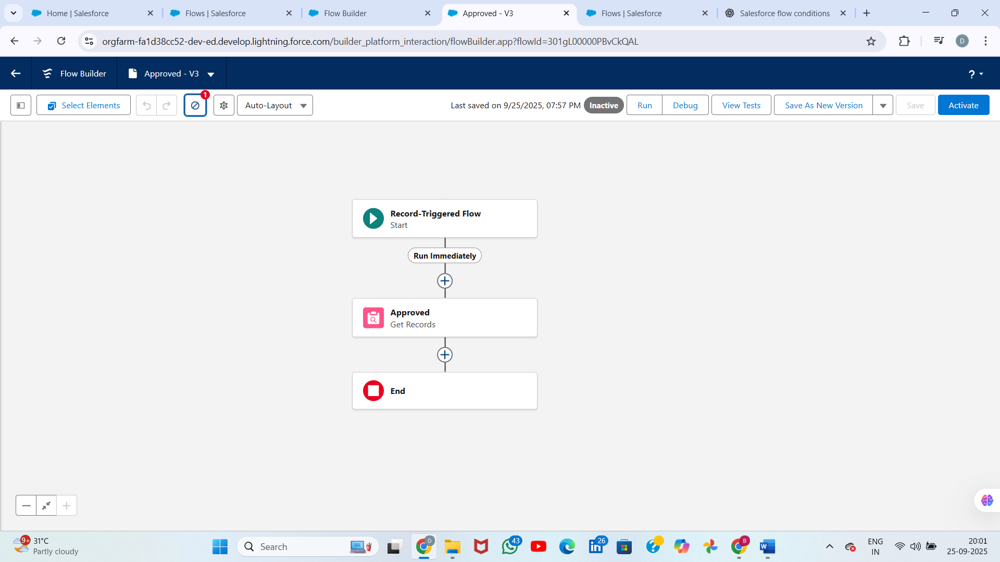 Home | Salesforce
Flows | Salesforce
Flow Builder
Approved - V3
Flows | Salesforce
Salesforce flow conditions
orgfarm-fa1d38cc52-dev-ed.develop.lightning.force.com/builder_platform_interaction/flowBuilder.app?flowId=301gL00000PBvCkQAL
D
Flow Builder
Approved - V3
?
Select Elements
1
Auto-Layout
Last saved on 9/25/2025, 07:57 PM
Inactive
Run
Debug
View Tests
Save As New Version
Save
Activate
Record-Triggered Flow
Start
Run Immediately
Approved
Get Records
End
9+
31°C
Partly cloudy
Search
D
43
26
B
W
ENG
IN
20:01
25-09-2025